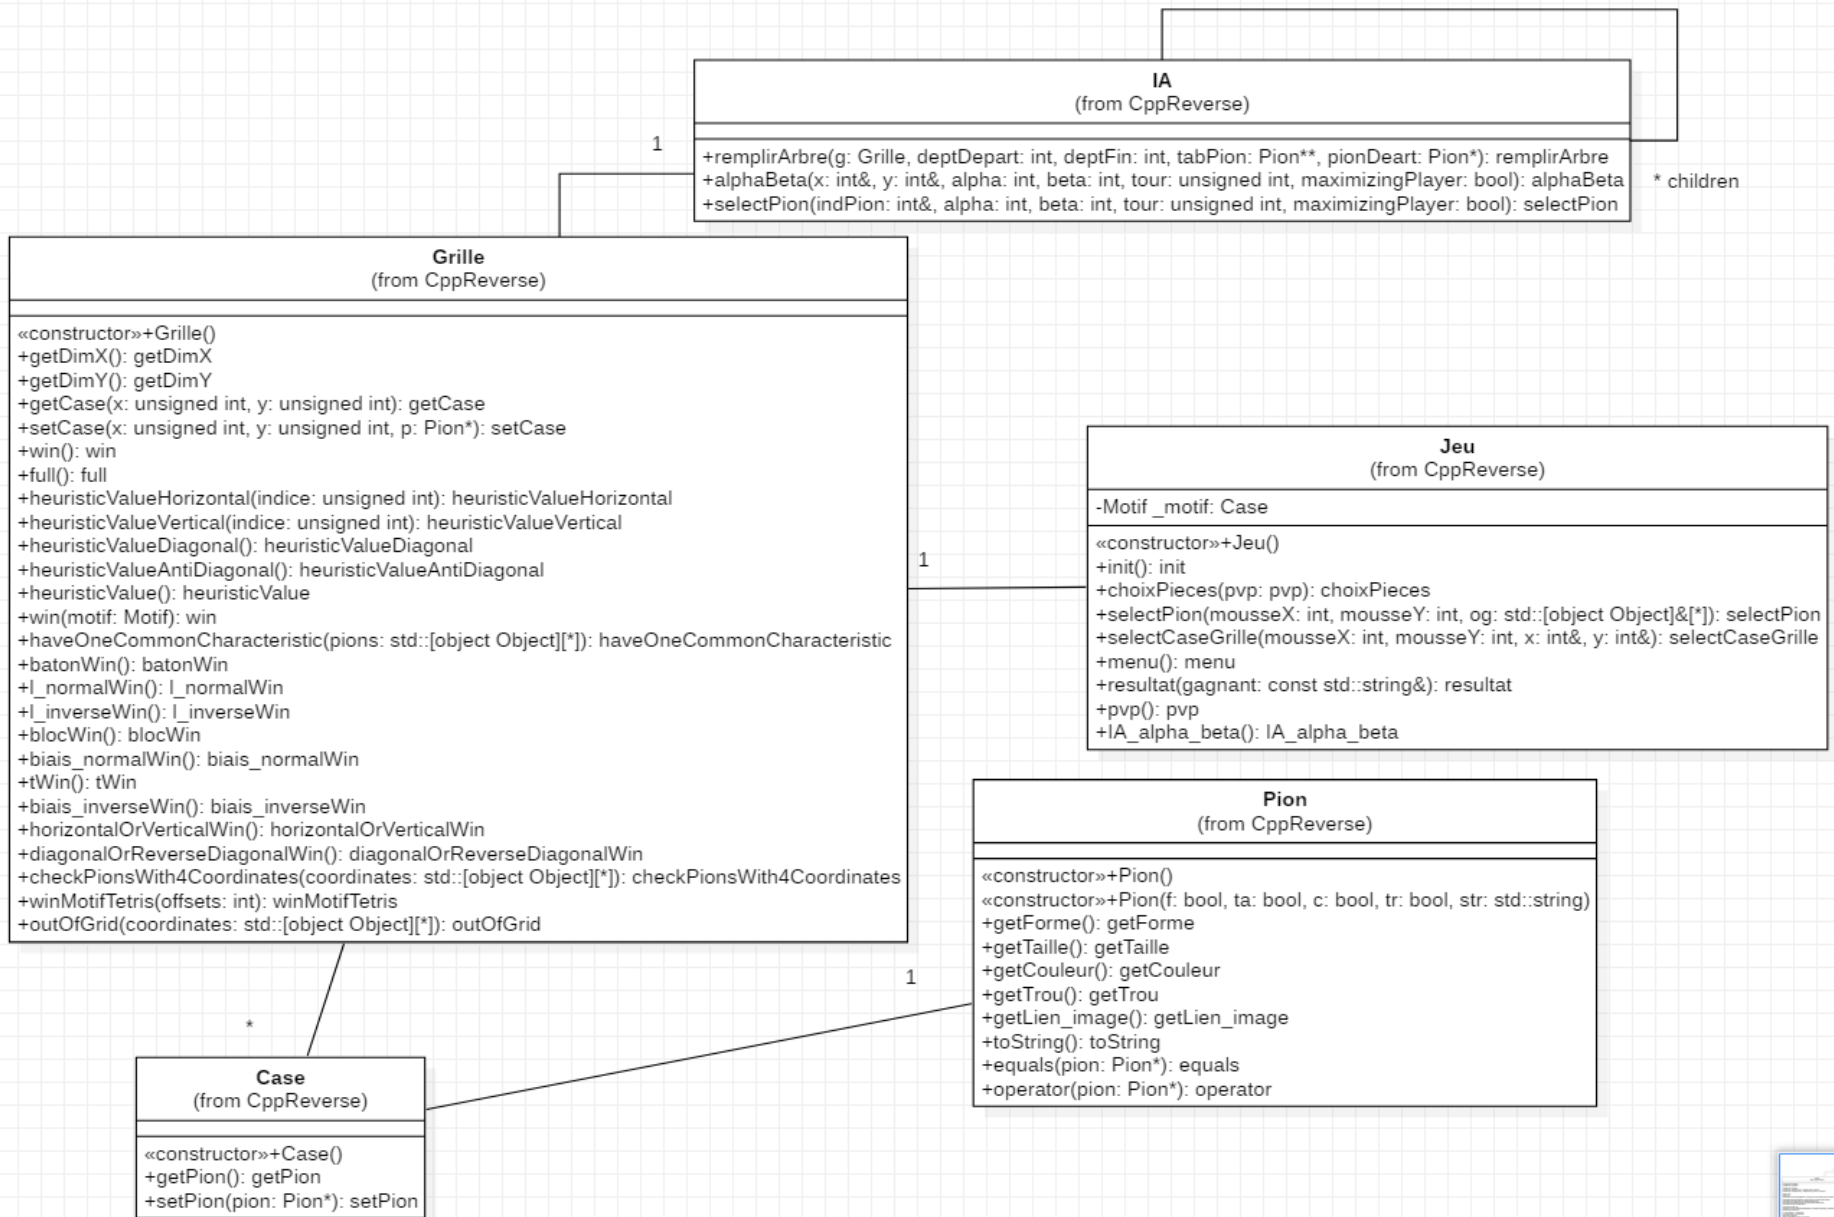 IA
(from CppReverse)
+remplirArbre(g: Grille, deptDepart: int, deptFin: int, tabPion: Pion**, pionDeart: Pion*): remplirArbre
+alphaBeta(x: int&, y: int&, alpha: int, beta: int, tour: unsigned int, maximizingPlayer: bool): alphaBeta
+selectPion(indPion: int&, alpha: int, beta: int, tour: unsigned int, maximizingPlayer: bool): selectPion
* children
1
Grille
(from CppReverse)
«constructor»+Grille()
+getDimX(): getDimX
+getDimY(): getDimY
+getCase(x: unsigned int, y: unsigned int): getCase
+setCase(x: unsigned int, y: unsigned int, p: Pion*): setCase
+win(): win
+full(): full
+heuristicValueHorizontal(indice: unsigned int): heuristicValueHorizontal
+heuristicValueVertical(indice: unsigned int): heuristicValueVertical
+heuristicValueDiagonal(): heuristicValueDiagonal
+heuristicValueAntiDiagonal(): heuristicValueAntiDiagonal
+heuristicValue(): heuristicValue
+win(motif: Motif): win
+haveOneCommonCharacteristic(pions: std::[object Object][*]): haveOneCommonCharacteristic
+batonWin(): batonWin
+l_normalWin(): l_normalWin
+l_inverseWin(): l_inverseWin
+blocWin(): blocWin
+biais_normalWin(): biais_normalWin
+tWin(): tWin
+biais_inverseWin(): biais_inverseWin
+horizontalOrVerticalWin(): horizontalOrVerticalWin
+diagonalOrReverseDiagonalWin(): diagonalOrReverseDiagonalWin
+checkPionsWith4Coordinates(coordinates: std::[object Object][*]): checkPionsWith4Coordinates
+winMotifTetris(offsets: int): winMotifTetris
+outOfGrid(coordinates: std::[object Object][*]): outOfGrid
1
Jeu
(from CppReverse)
-Motif _motif: Case
«constructor»+Jeu()
+init(): init
+choixPieces(pvp: pvp): choixPieces
+selectPion(mousseX: int, mousseY: int, og: std::[object Object]&[*]): selectPion
+selectCaseGrille(mousseX: int, mousseY: int, x: int&, y: int&): selectCaseGrille
+menu(): menu
+resultat(gagnant: const std::string&): resultat
+pvp(): pvp
+IA_alpha_beta(): IA_alpha_beta
Pion
(from CppReverse)
«constructor»+Pion()
«constructor»+Pion(f: bool, ta: bool, c: bool, tr: bool, str: std::string)
+getForme(): getForme
+getTaille(): getTaille
+getCouleur(): getCouleur
+getTrou(): getTrou
+getLien_image(): getLien_image
+toString(): toString
+equals(pion: Pion*): equals
+operator(pion: Pion*): operator
1
*
Case
(from CppReverse)
«constructor»+Case()
+getPion(): getPion
+setPion(pion: Pion*): setPion